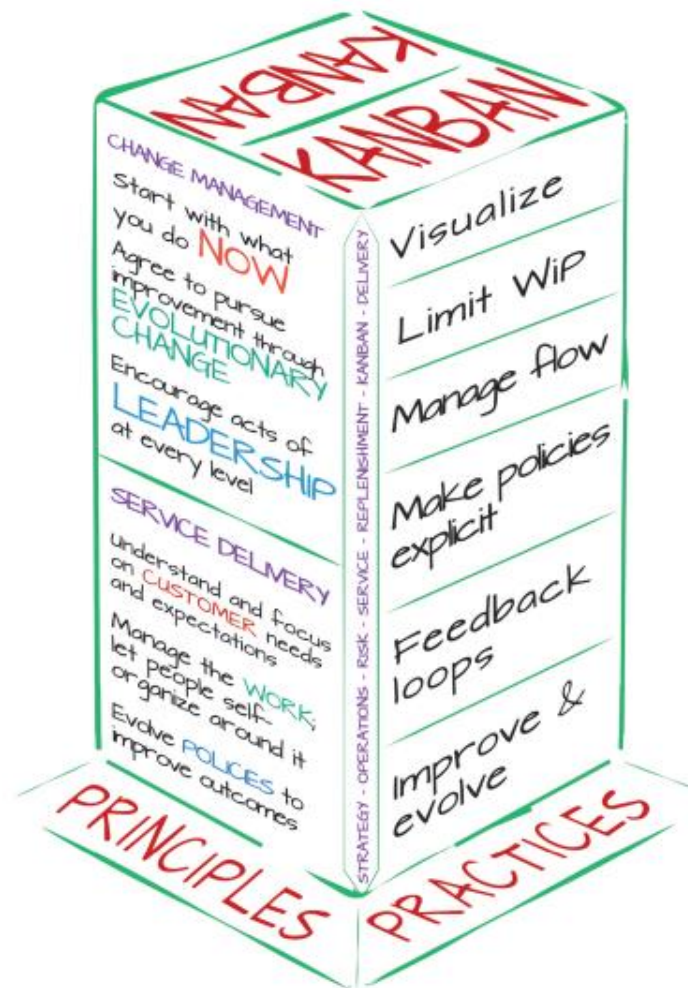 KANBAN
KANBAN
CHANGE MANAGEMENT
Start with what
you do NOW
Agree to pursue
improvement through
EVOLUTIONARY
CHANGE
Encourage acts of
LEADERSHIP
at every level
SERVICE DELIVERY
Understand and focus
on CUSTOMER needs
and expectations
Manage the WORK;
let people self-
organize around it
Evolve POLICIES to
improve outcomes
PRINCIPLES
STRATEGY - OPERATIONS - RISK - SERVICE - REPLENISHMENT - KANBAN - DELIVERY
Visualize
Limit WiP
Manage flow
Make policies
explicit
Feedback
loops
Improve &
evolve
PRACTICES